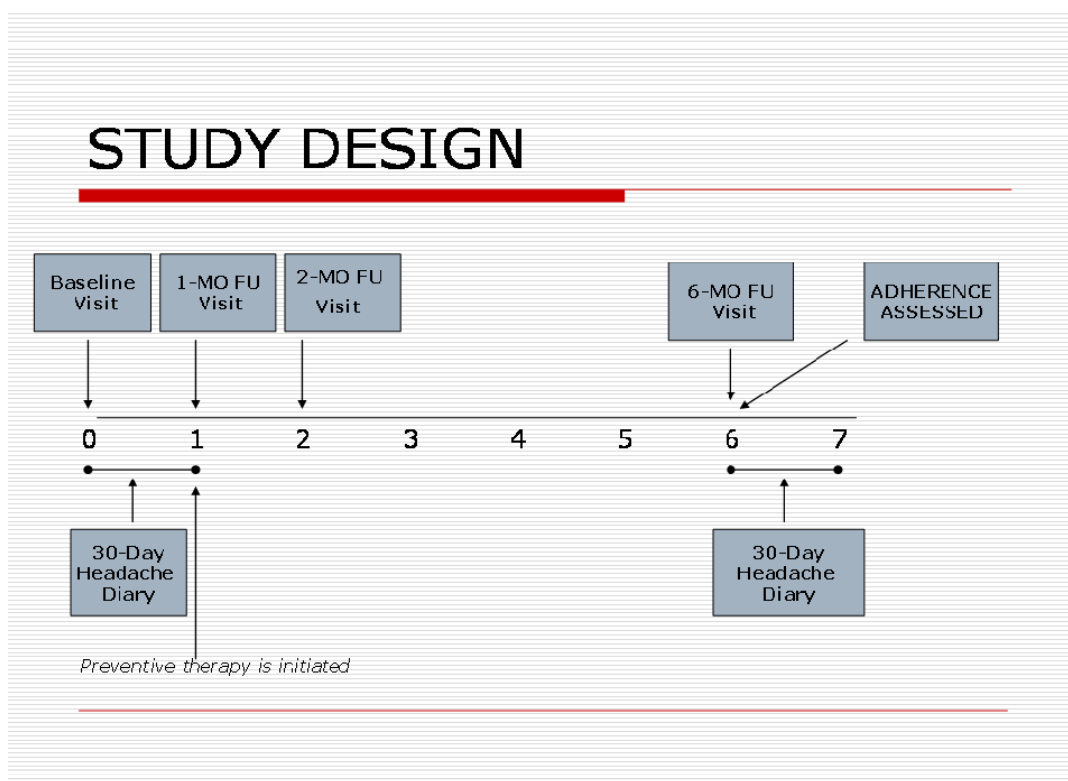 STUDY DESIGN
Baseline
Visit
1-MO FU
Visit
2-MO FU
Visit
6-MO FU
Visit
ADHERENCE
ASSESSED
0 1 2 3 4 5 6 7
30-Day
Headache
Diary
30-Day
Headache
Diary
Preventive therapy is initiated